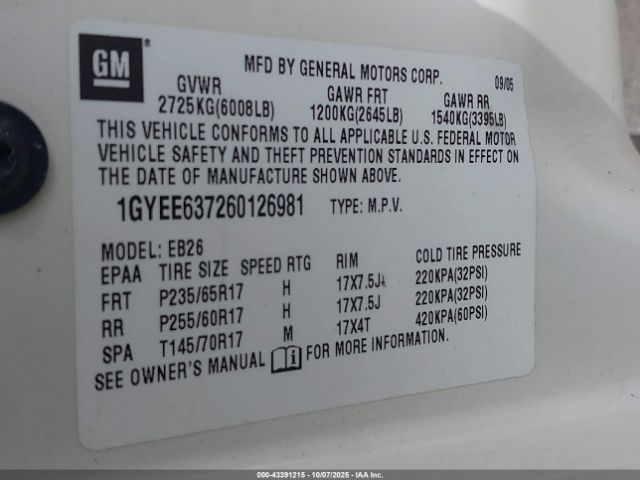 GM ®
MFD BY GENERAL MOTORS CORP. 09/05
GVWR GAWR FRT GAWR RR
2725KG(6008LB) 1200KG(2645LB) 1540KG(3395LB)
THIS VEHICLE CONFORMS TO ALL APPLICABLE U.S. FEDERAL MOTOR
VEHICLE SAFETY AND THEFT PREVENTION STANDARDS IN EFFECT ON
THE DATE OF MANUFACTURE SHOWN ABOVE.
1GYEE637260126981 TYPE: M.P.V.
MODEL: EB26
EPAA TIRE SIZE SPEED RTG RIM COLD TIRE PRESSURE
FRT P235/65R17 H 17X7.5J 220KPA(32PSI)
RR P255/60R17 H 17X7.5J 220KPA(32PSI)
SPA T145/70R17 M 17X4T 420KPA(60PSI)
SEE OWNER'S MANUAL i FOR MORE INFORMATION.
000-43391215 - 10/07/2025 - IAA, Inc.